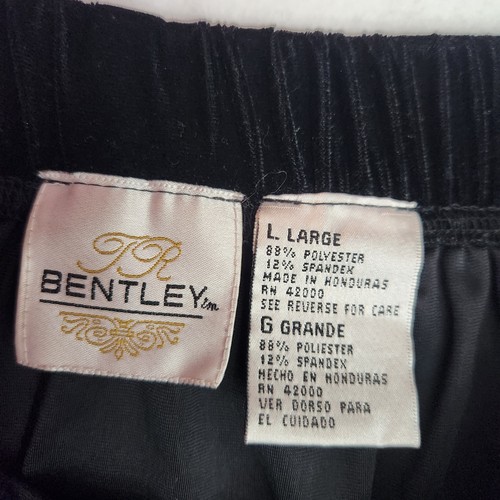 JR
BENTLEY tm
L LARGE
88% POLYESTER
12% SPANDEX
MADE IN HONDURAS
RN 42000
SEE REVERSE FOR CARE
G GRANDE
88% POLIESTER
12% SPANDEX
HECHO EN HONDURAS
RN 42000
VER DORSO PARA
EL CUIDADO